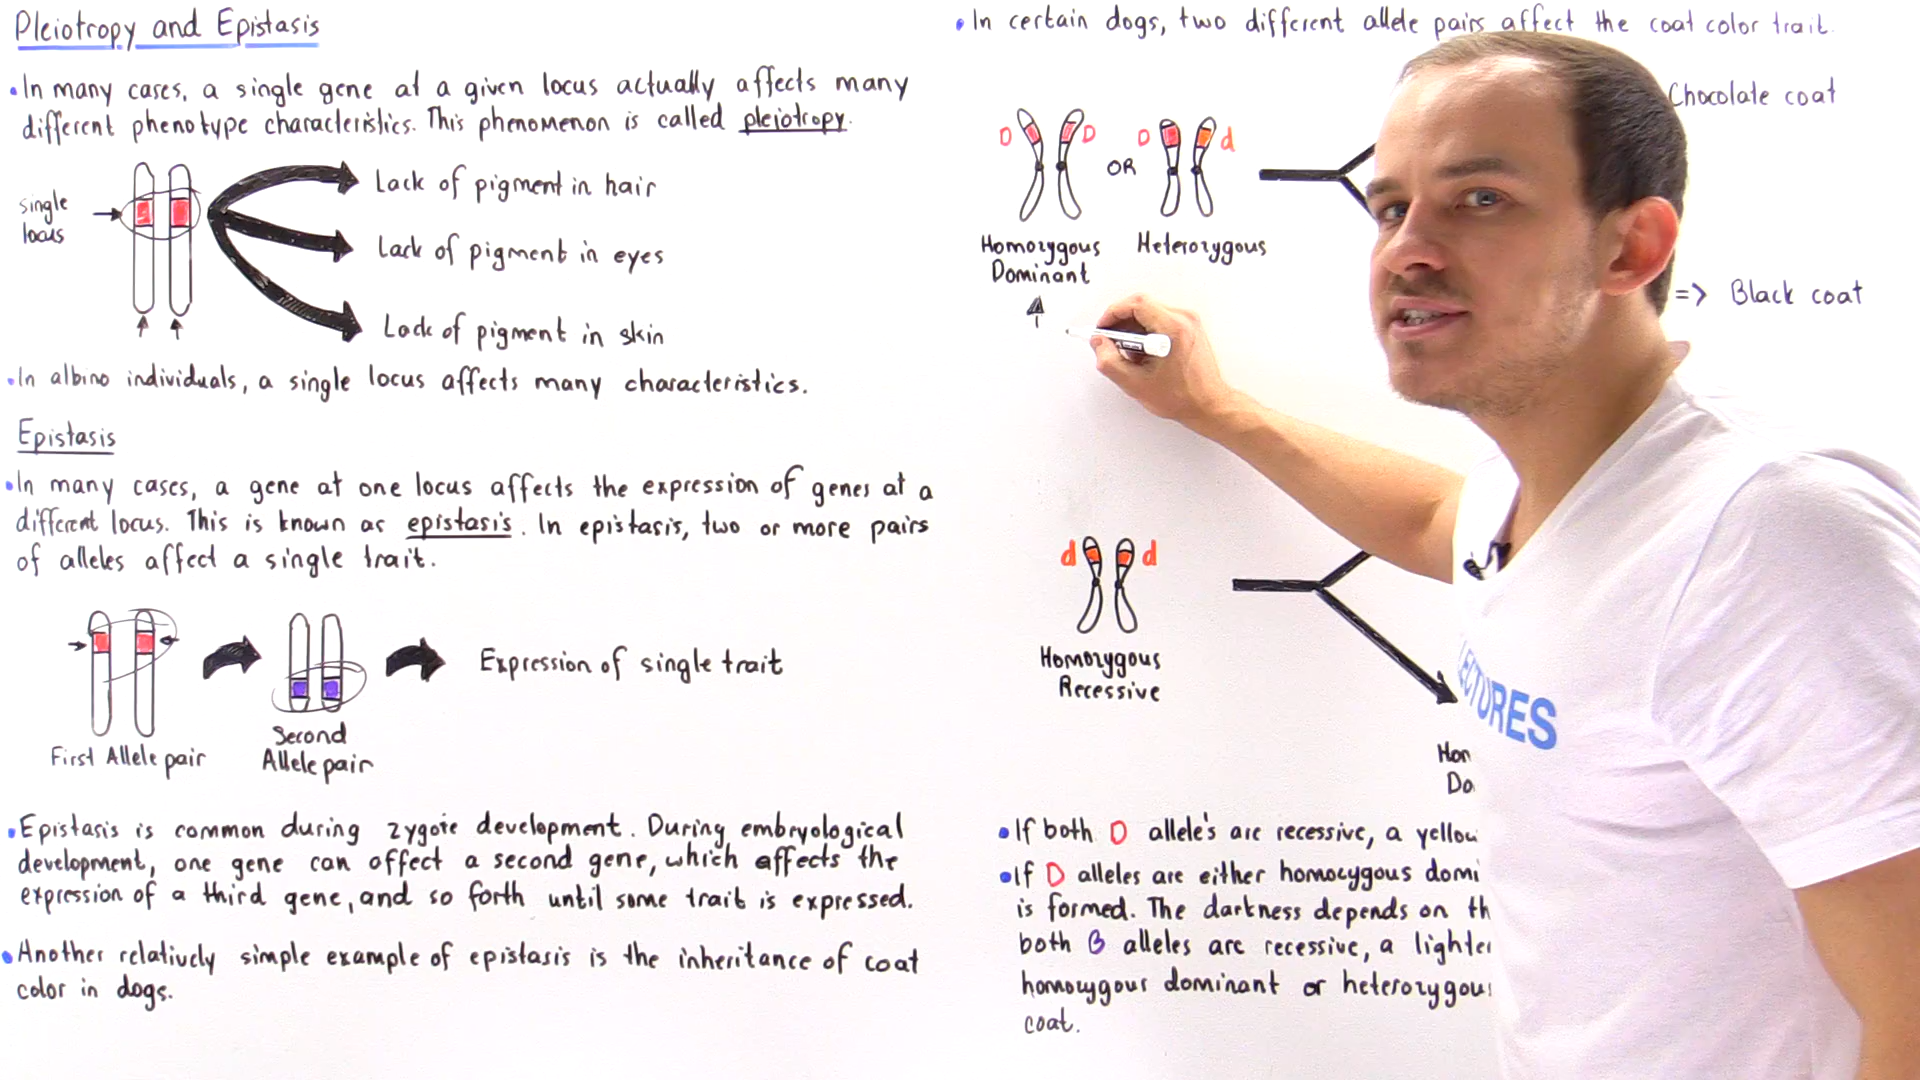 Pleiotropy and Epistasis
•In many cases, a single gene at a given locus actually affects many
different phenotype characteristics. This phenomenon is called pleiotropy.
single
locus
Lack of pigment in hair
Lack of pigment in eyes
Lack of pigment in skin
•In albino individuals, a single locus affects many characteristics.
Epistasis
•In many cases, a gene at one locus affects the expression of genes at a
different locus. This is known as epistasis. In epistasis, two or more pairs
of alleles affect a single trait.
First Allele pair
Second
Allele pair
Expression of single trait
•Epistasis is common during zygote development. During embryological
development, one gene can affect a second gene, which affects the
expression of a third gene, and so forth until some trait is expressed.
•Another relatively simple example of epistasis is the inheritance of coat
color in dogs.
•In certain dogs, two different allele pairs affect the coat color trait.
Chocolate coat
D D OR D d
Homozygous
Dominant
Heterozygous
=> Black coat
d d
Homozygous
Recessive
Hom
Do
•If both D allele's are recessive, a yellow
•If D alleles are either homozygous domi
is formed. The darkness depends on th
both B alleles are recessive, a lighter
homozygous dominant or heterozygous
coat.
LECTURES